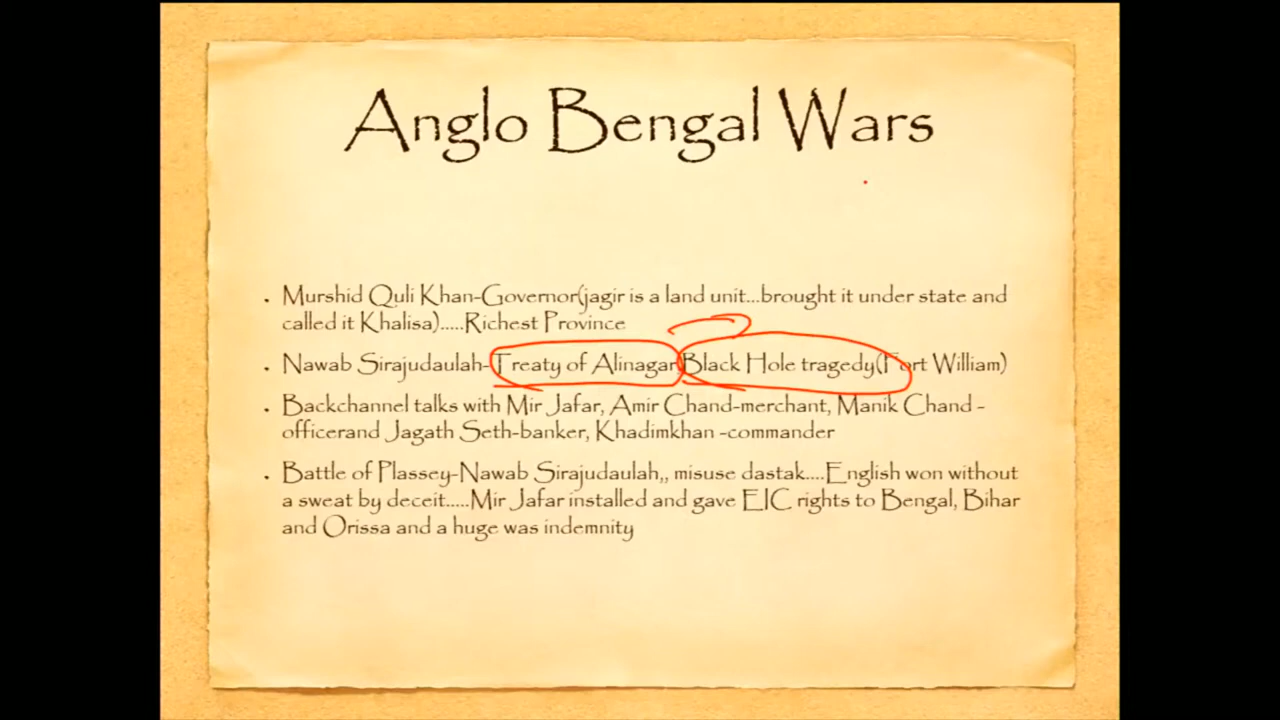 Anglo Bengal Wars
• Murshid Quli Khan-Governor(jagir is a land unit...brought it under state and
called it Khalisa).....Richest Province
• Nawab Sirajudaulah-Treaty of Alinagar,Black Hole tragedy(Fort William)
• Backchannel talks with Mir Jafar, Amir Chand-merchant, Manik Chand -
officerand Jagath Seth-banker, Khadimkhan -commander
• Battle of Plassey-Nawab Sirajudaulah,, misuse dastak....English won without
a sweat by deceit.....Mir Jafar installed and gave EIC rights to Bengal, Bihar
and Orissa and a huge was indemnity